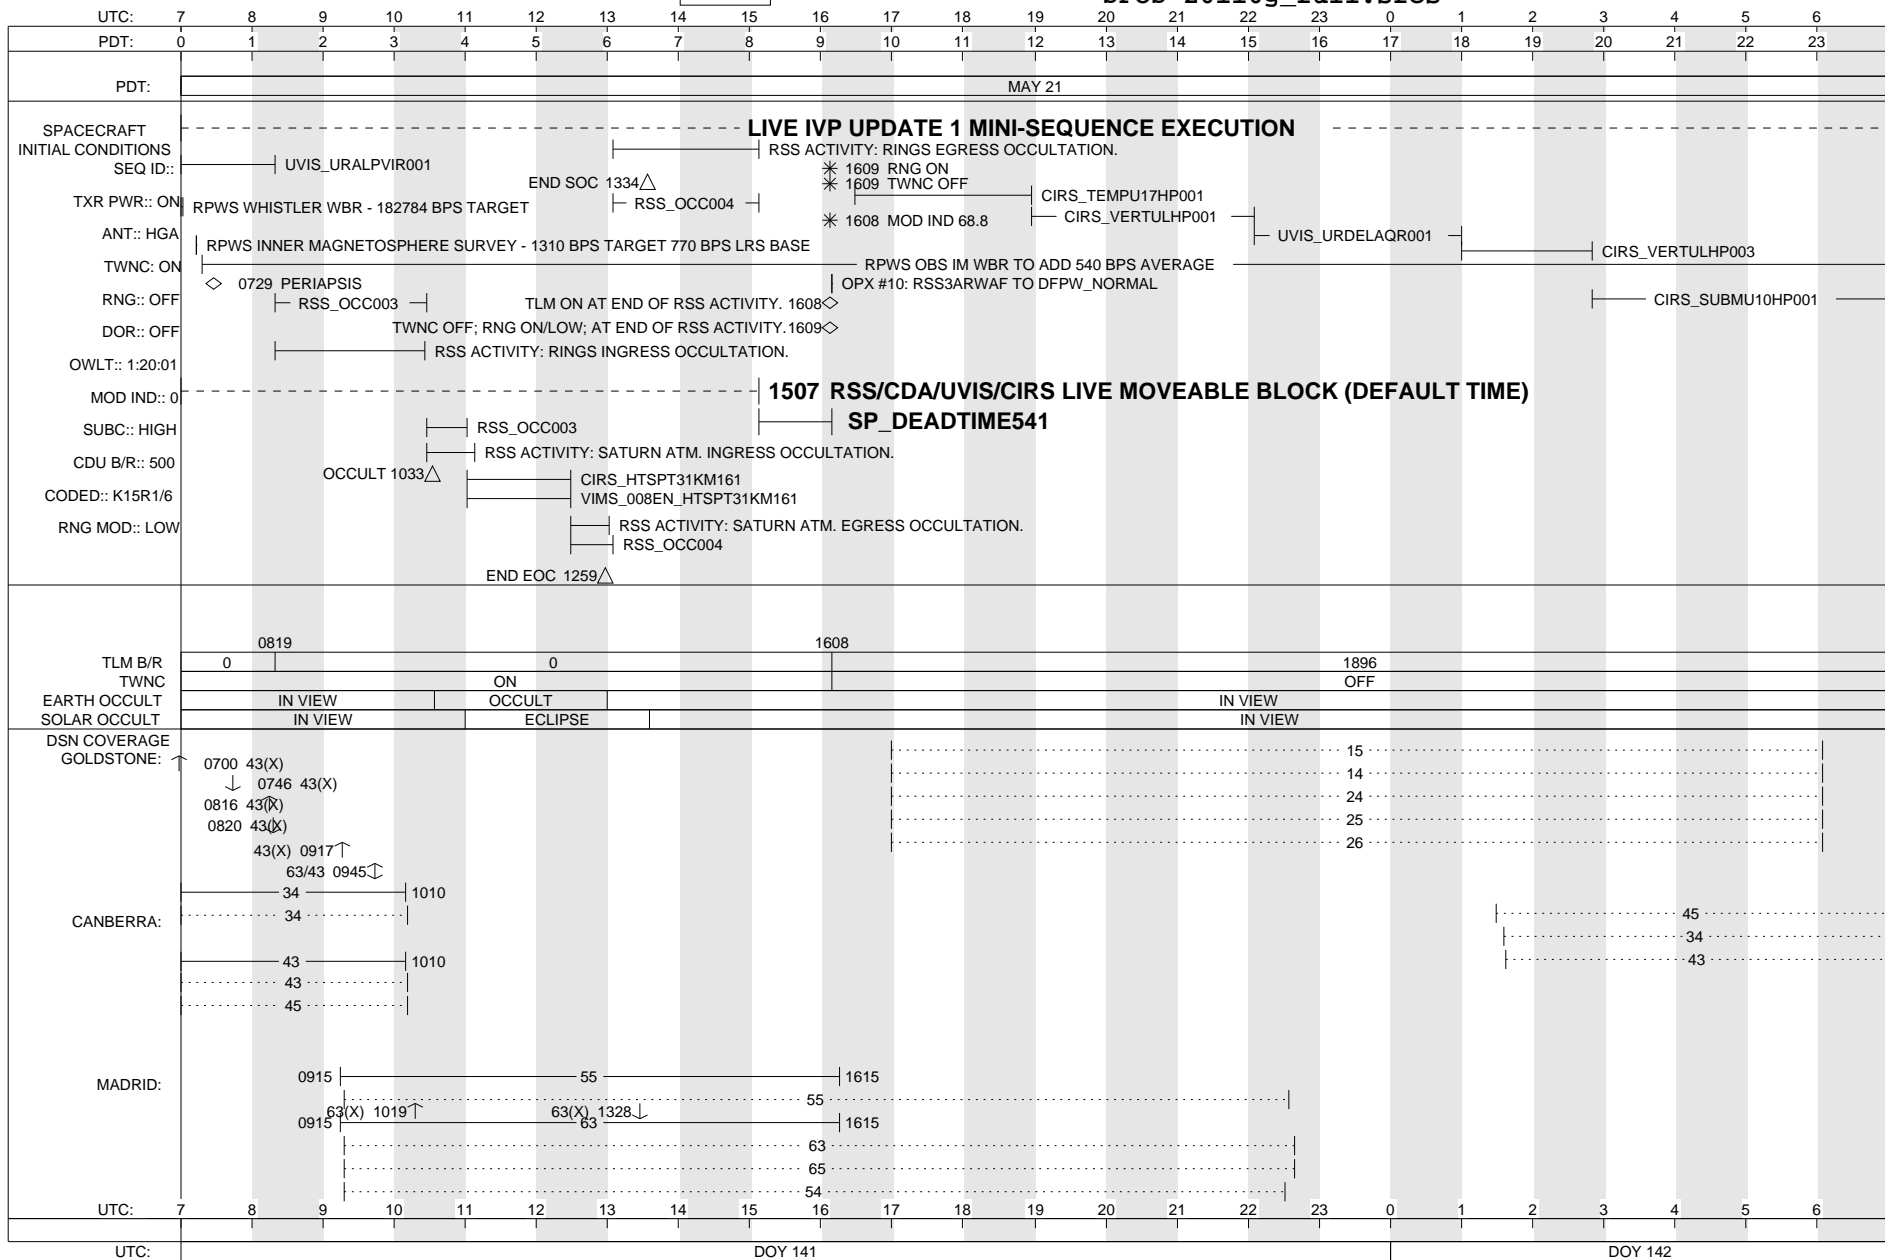 UTC: 7 8 9 10 11 12 13 14 15 16 17 18 19 20 21 22 23 0 1 2 3 4 5 6
PDT: 0 1 2 3 4 5 6 7 8 9 10 11 12 13 14 15 16 17 18 19 20 21 22 23
PDT: MAY 21
SPACECRAFT
INITIAL CONDITIONS
SEQ ID::
TXR PWR:: ON
ANT:: HGA
TWNC: ON
RNG:: OFF
DOR:: OFF
OWLT:: 1:20:01
MOD IND:: 0
SUBC:: HIGH
CDU B/R:: 500
CODED:: K15R1/6
RNG MOD:: LOW
LIVE IVP UPDATE 1 MINI-SEQUENCE EXECUTION
RSS ACTIVITY: RINGS EGRESS OCCULTATION.
UVIS_URALPVIR001
1609 RNG ON
END SOC 1334
1609 TWNC OFF
CIRS_TEMPU17HP001
RSS_OCC004
RPWS WHISTLER WBR - 182784 BPS TARGET
CIRS_VERTULHP001
1608 MOD IND 68.8
UVIS_URDELAQR001
RPWS INNER MAGNETOSPHERE SURVEY - 1310 BPS TARGET 770 BPS LRS BASE
CIRS_VERTULHP003
RPWS OBS IM WBR TO ADD 540 BPS AVERAGE
0729 PERIAPSIS
OPX #10: RSS3ARWAF TO DFPW_NORMAL
RSS_OCC003
TLM ON AT END OF RSS ACTIVITY. 1608
CIRS_SUBMU10HP001
TWNC OFF; RNG ON/LOW; AT END OF RSS ACTIVITY. 1609
RSS ACTIVITY: RINGS INGRESS OCCULTATION.
1507 RSS/CDA/UVIS/CIRS LIVE MOVEABLE BLOCK (DEFAULT TIME)
SP_DEADTIME541
RSS_OCC003
RSS ACTIVITY: SATURN ATM. INGRESS OCCULTATION.
OCCULT 1033
CIRS_HTSPT31KM161
VIMS_008EN_HTSPT31KM161
RSS ACTIVITY: SATURN ATM. EGRESS OCCULTATION.
RSS_OCC004
END EOC 1259
0819 1608
TLM B/R 0 0 1896
TWNC ON OFF
EARTH OCCULT IN VIEW OCCULT IN VIEW
SOLAR OCCULT IN VIEW ECLIPSE IN VIEW
DSN COVERAGE
GOLDSTONE:
15
0700 43(X)
14
0746 43(X)
24
0816 43(X)
25
0820 43(X)
26
43(X) 0917
63/43 0945
34 1010
CANBERRA:
34 45
34
43 1010 43
43
45
MADRID:
0915 55 1615
55
63(X) 1019 63(X) 1328
0915 63 1615
63
65
54
UTC: 7 8 9 10 11 12 13 14 15 16 17 18 19 20 21 22 23 0 1 2 3 4 5 6
UTC: DOY 141 DOY 142